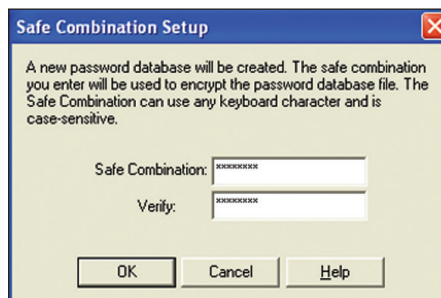 Safe Combination Setup
A new password database will be created. The safe combination
you enter will be used to encrypt the password database file. The
Safe Combination can use any keyboard character and is
case-sensitive.
Safe Combination: ********
Verify: ********
OK Cancel Help